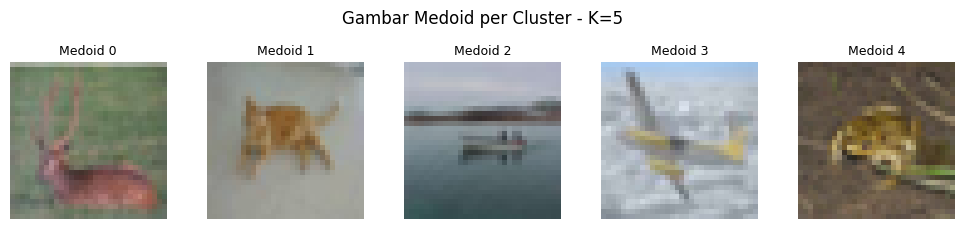 Gambar Medoid per Cluster - K=5
Medoid 0
Medoid 1
Medoid 2
Medoid 3
Medoid 4